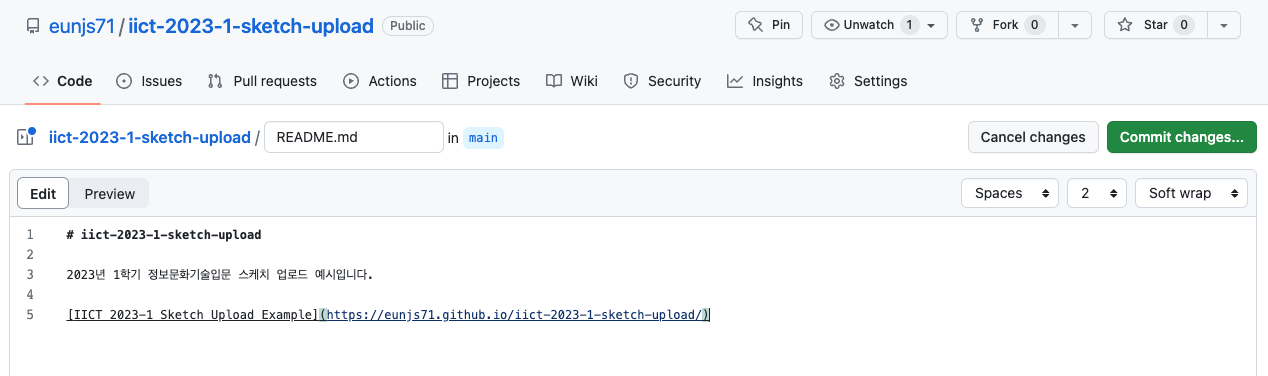 eunjs71 / iict-2023-1-sketch-upload Public Pin Unwatch 1 Fork 0 Star 0
Code Issues Pull requests Actions Projects Wiki Security Insights Settings
iict-2023-1-sketch-upload / README.md in main Cancel changes Commit changes...
Edit Preview Spaces 2 Soft wrap
1 # iict-2023-1-sketch-upload
2
3 2023년 1학기 정보문화기술입문 스케치 업로드 예시입니다.
4
5 [IICT 2023-1 Sketch Upload Example](https://eunjs71.github.io/iict-2023-1-sketch-upload/)